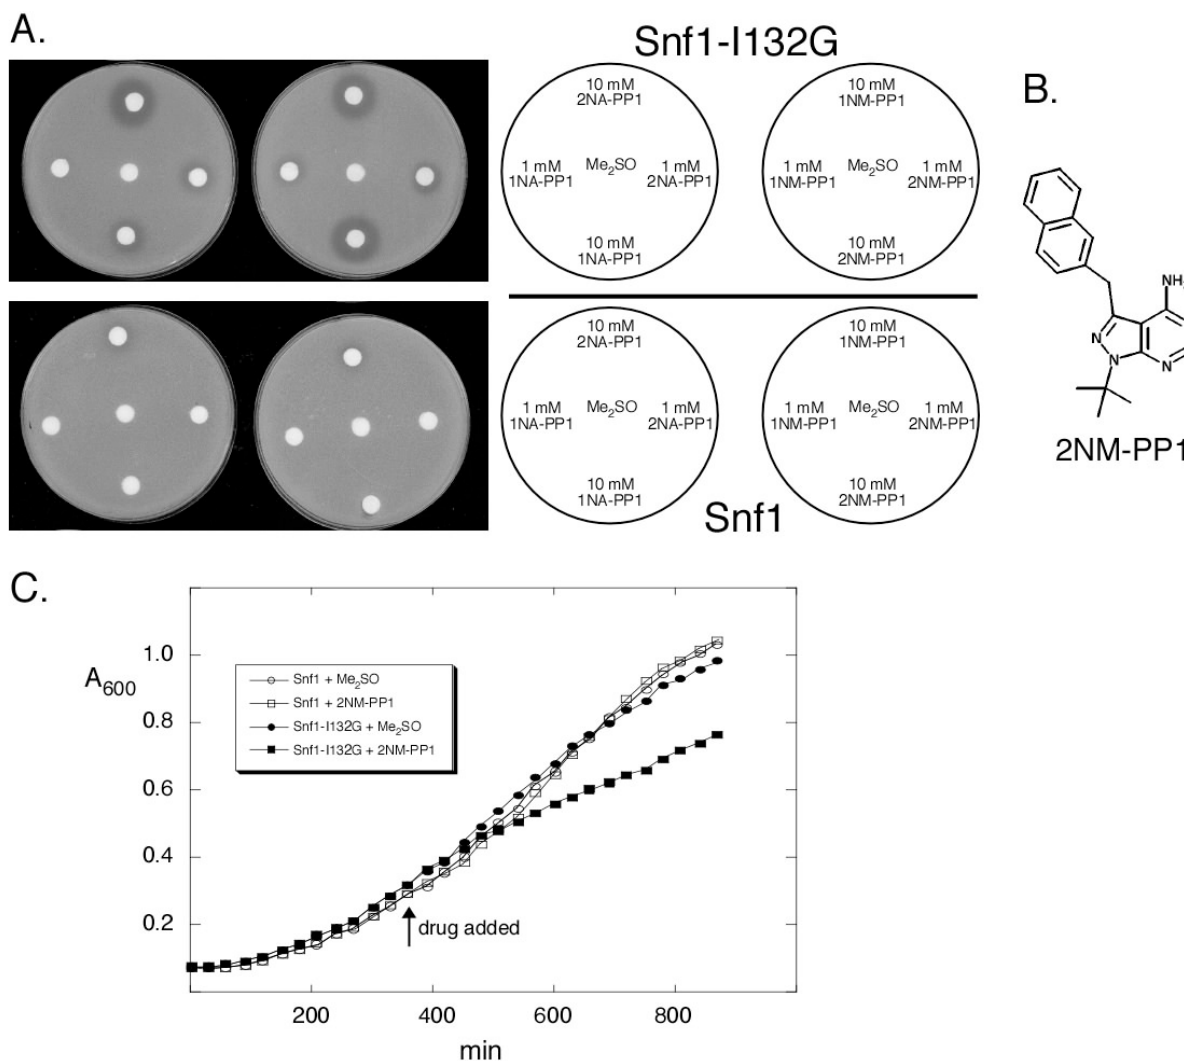 A.
Snf1-I132G
10 mM
2NA-PP1
1 mM
1NA-PP1
Me2SO
1 mM
2NA-PP1
10 mM
1NA-PP1
10 mM
1NM-PP1
1 mM
1NM-PP1
Me2SO
1 mM
2NM-PP1
10 mM
2NM-PP1
10 mM
2NA-PP1
1 mM
1NA-PP1
Me2SO
1 mM
2NA-PP1
10 mM
1NA-PP1
10 mM
1NM-PP1
1 mM
1NM-PP1
Me2SO
1 mM
2NM-PP1
10 mM
2NM-PP1
Snf1
B.
NH2
N
N
N
2NM-PP1
C.
A600
1.0
0.8
0.6
0.4
0.2
Snf1 + Me2SO
Snf1 + 2NM-PP1
Snf1-I132G + Me2SO
Snf1-I132G + 2NM-PP1
drug added
200
400
600
800
min